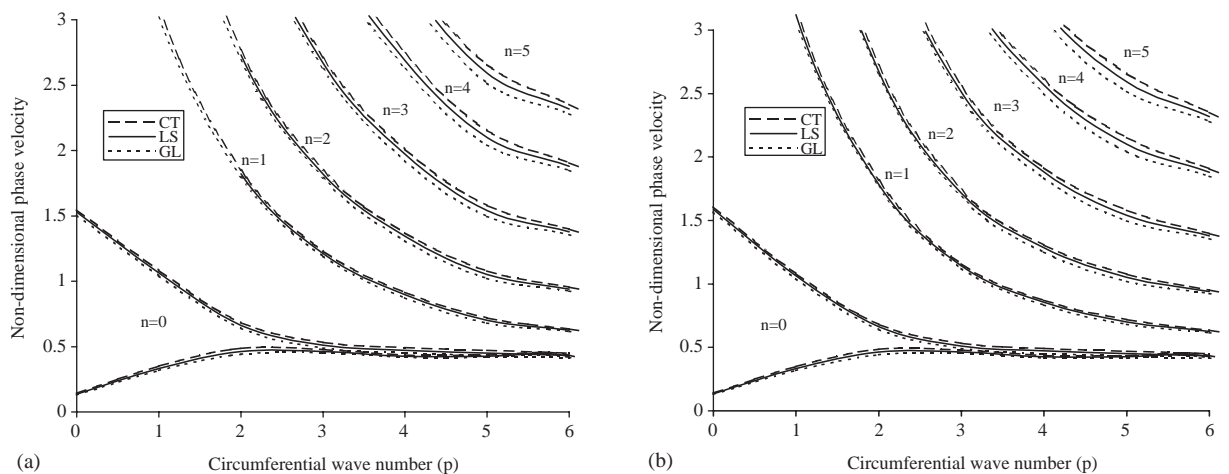 3
2.5
2
1.5
1
0.5
0
Non-dimensional phase velocity
CT
LS
GL
n=0
n=1
n=2
n=3
n=4
n=5
0 1 2 3 4 5 6
Circumferential wave number (p)
(a)
3
2.5
2
1.5
1
0.5
0
Non-dimensional phase velocity
CT
LS
GL
n=0
n=1
n=2
n=3
n=4
n=5
0 1 2 3 4 5 6
Circumferential wave number (p)
(b)